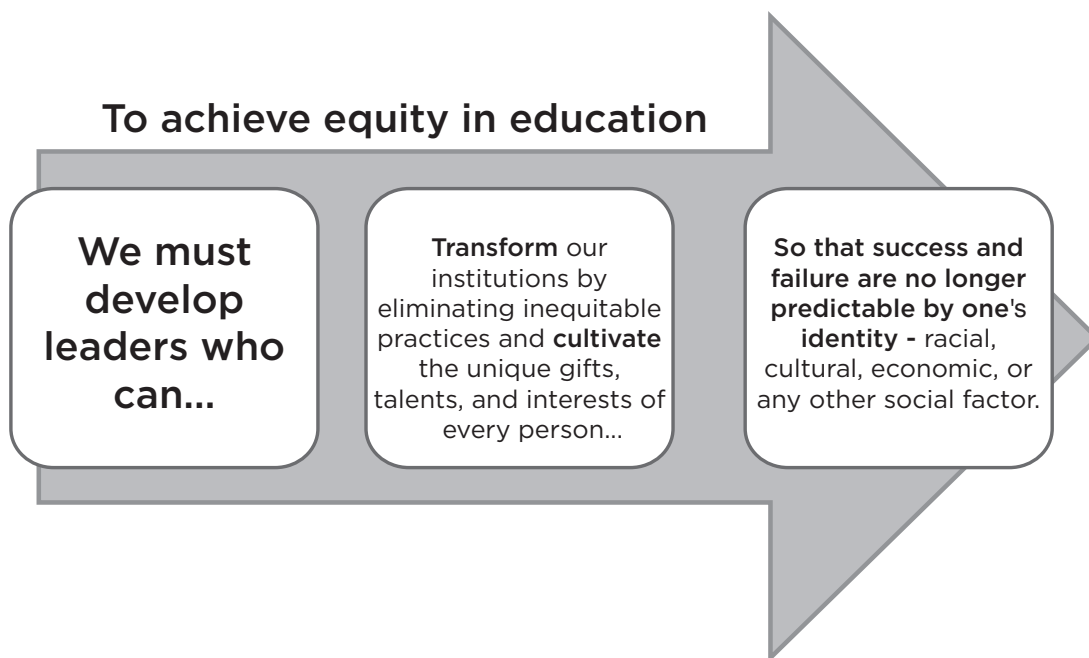 To achieve equity in education
We must
develop
leaders who
can...
Transform our
institutions by
eliminating inequitable
practices and cultivate
the unique gifts,
talents, and interests of
every person...
So that success and
failure are no longer
predictable by one's
identity - racial,
cultural, economic, or
any other social factor.